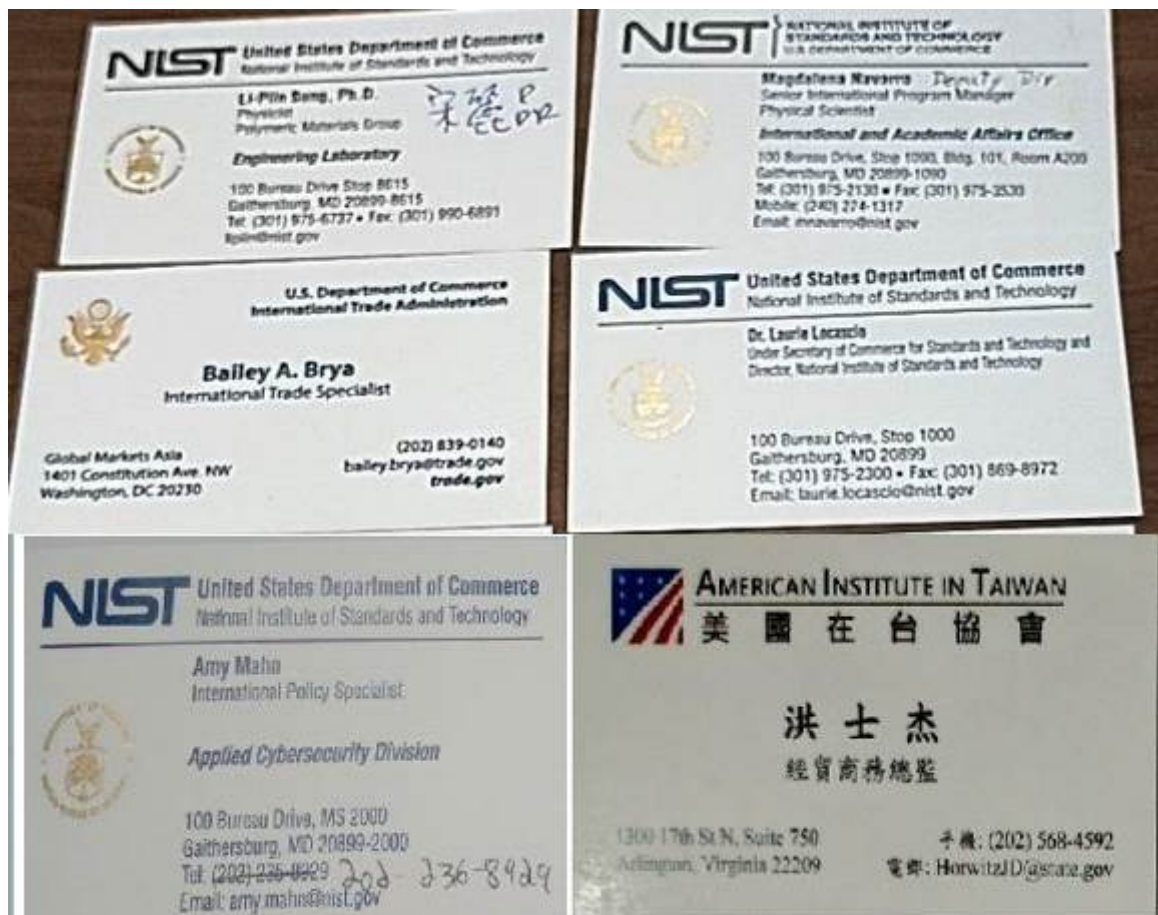 NIST United States Department of Commerce
National Institute of Standards and Technology
Li-Piin Sung, Ph.D.
Physicist
Polymeric Materials Group
Engineering Laboratory
100 Bureau Drive Stop 8615
Gaithersburg, MD 20899-8615
Tel: (301) 975-6737 • Fax: (301) 990-6891
lipiin@nist.gov
NIST NATIONAL INSTITUTE OF
STANDARDS AND TECHNOLOGY
U.S. DEPARTMENT OF COMMERCE
Magdalena Navarro Deputy Dir
Senior International Program Manager
Physical Scientist
International and Academic Affairs Office
100 Bureau Drive, Stop 1090, Bldg. 101, Room A200
Gaithersburg, MD 20899-1090
Tel: (301) 975-2130 • Fax: (301) 975-3530
Mobile: (240) 274-1317
Email: mnavarro@nist.gov
U.S. Department of Commerce
International Trade Administration
Bailey A. Brya
International Trade Specialist
Global Markets Asia
1401 Constitution Ave. NW
Washington, DC 20230
(202) 839-0140
bailey.brya@trade.gov
trade.gov
NIST United States Department of Commerce
National Institute of Standards and Technology
Dr. Laurie Locascio
Under Secretary of Commerce for Standards and Technology and
Director, National Institute of Standards and Technology
100 Bureau Drive, Stop 1000
Gaithersburg, MD 20899
Tel: (301) 975-2300 • Fax: (301) 869-8972
Email: laurie.locascio@nist.gov
NIST United States Department of Commerce
National Institute of Standards and Technology
Amy Mahn
International Policy Specialist
Applied Cybersecurity Division
100 Bureau Drive, MS 2000
Gaithersburg, MD 20899-2000
Tel: (202) 236-8929 202 236-8929
Email: amy.mahn@nist.gov
AMERICAN INSTITUTE IN TAIWAN
美國在台協會
洪士杰
經貿商務總監
1300 17th St N, Suite 750
Arlington, Virginia 22209
手機: (202) 568-4592
電郵: HorwitzJD@state.gov